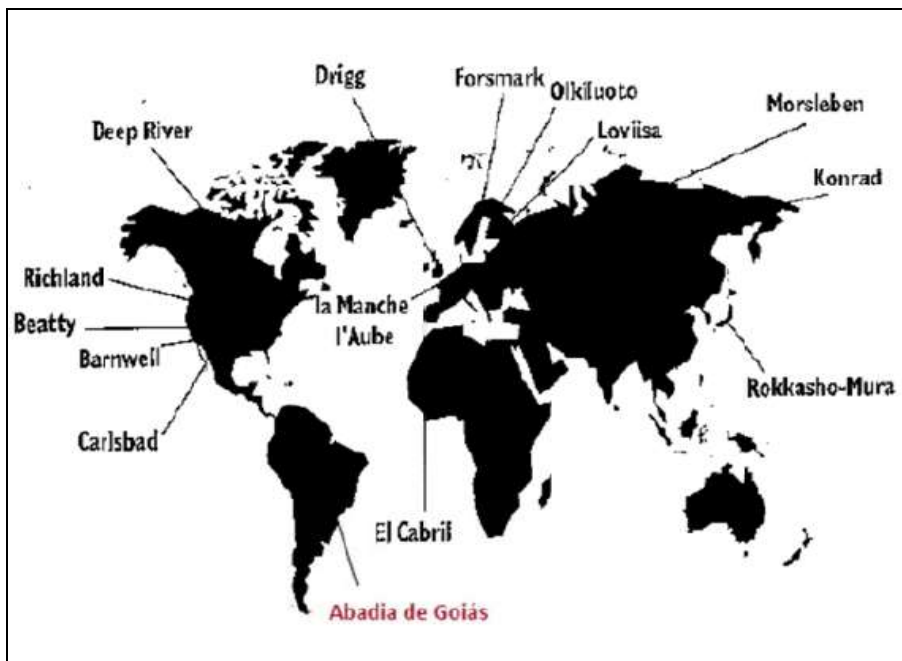 Drigg
Forsmark
Olkiluoto
Morsleben
Deep River
Loviisa
Konrad
Richland
la Manche
Beatty
l'Aube
Barnwell
Rokkasho-Mura
Carlsbad
El Cabril
Abadia de Goiás